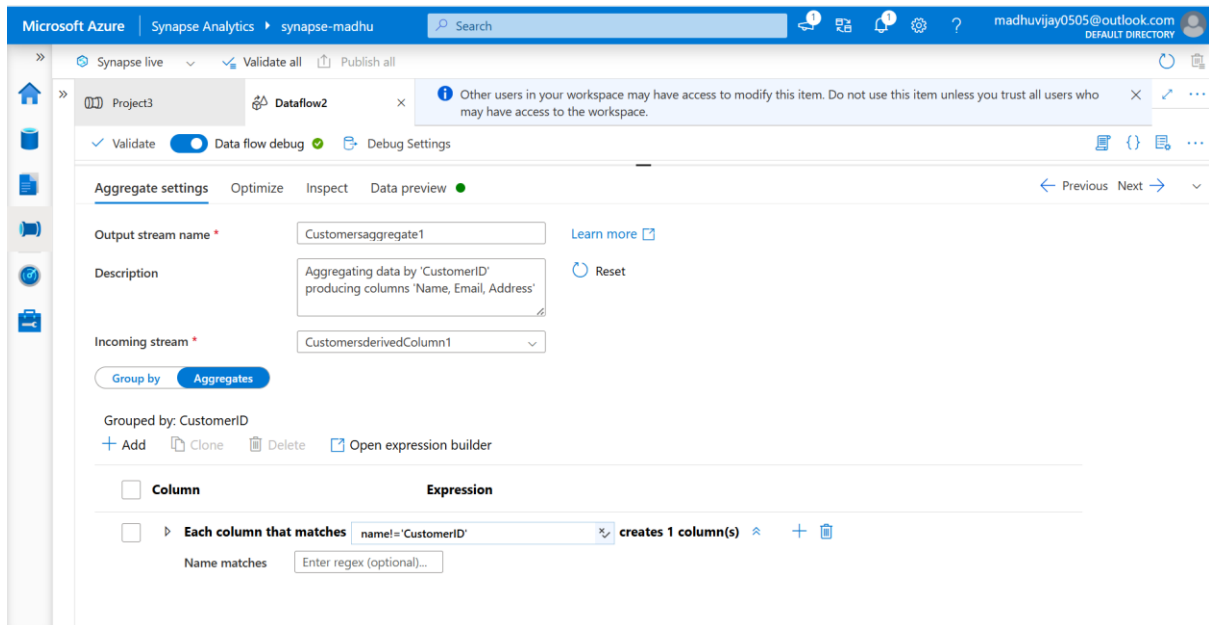 Microsoft Azure Synapse Analytics synapse-madhu Search 1 1 ? madhuvijay0505@outlook.com
DEFAULT DIRECTORY
Synapse live Validate all Publish all
Project3 Dataflow2 Other users in your workspace may have access to modify this item. Do not use this item unless you trust all users who
may have access to the workspace.
Validate Data flow debug Debug Settings {}
Aggregate settings Optimize Inspect Data preview Previous Next
Output stream name * Customersaggregate1 Learn more
Description Aggregating data by 'CustomerID' Reset
producing columns 'Name, Email, Address'
Incoming stream * CustomersderivedColumn1
Group by Aggregates
Grouped by: CustomerID
+ Add Clone Delete Open expression builder
Column Expression
Each column that matches name!='CustomerID' creates 1 column(s)
Name matches Enter regex (optional)...